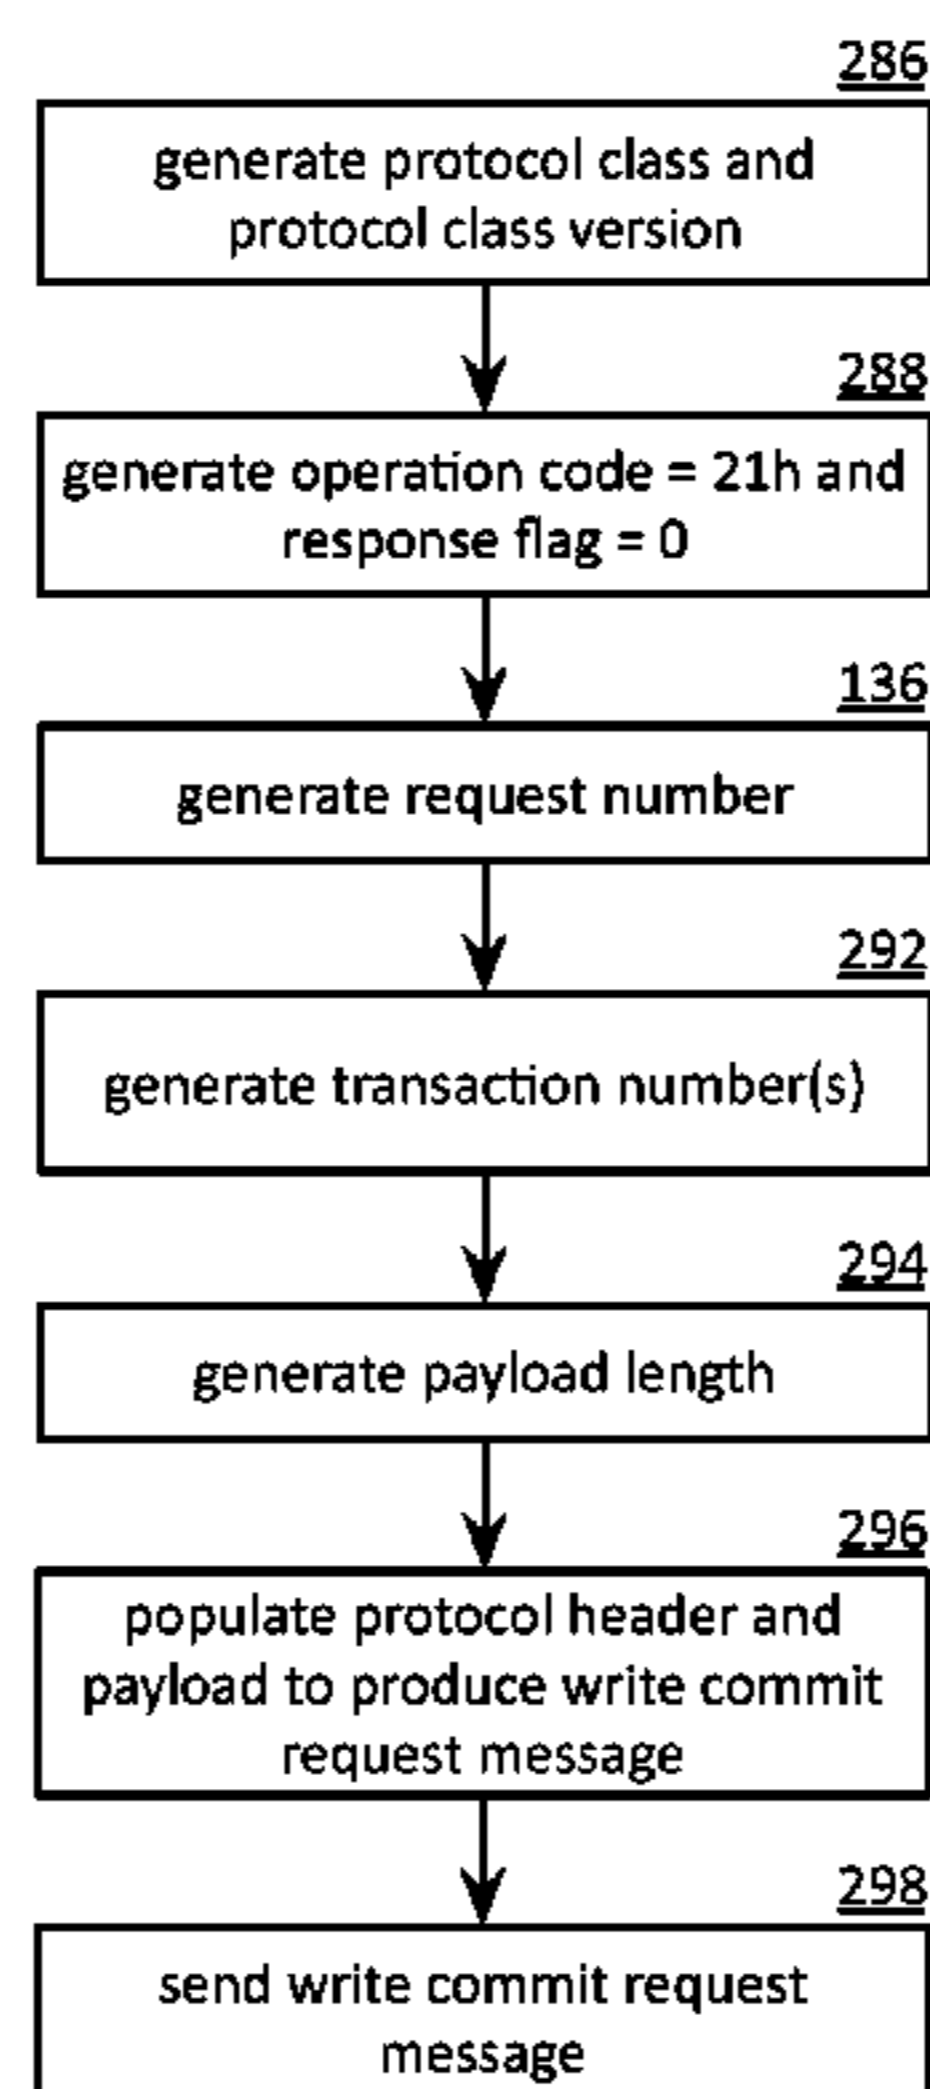 286
generate protocol class and
protocol class version
288
generate operation code = 21h and
response flag = 0
136
generate request number
292
generate transaction number(s)
294
generate payload length
296
populate protocol header and
payload to produce write commit
request message
298
send write commit request
message